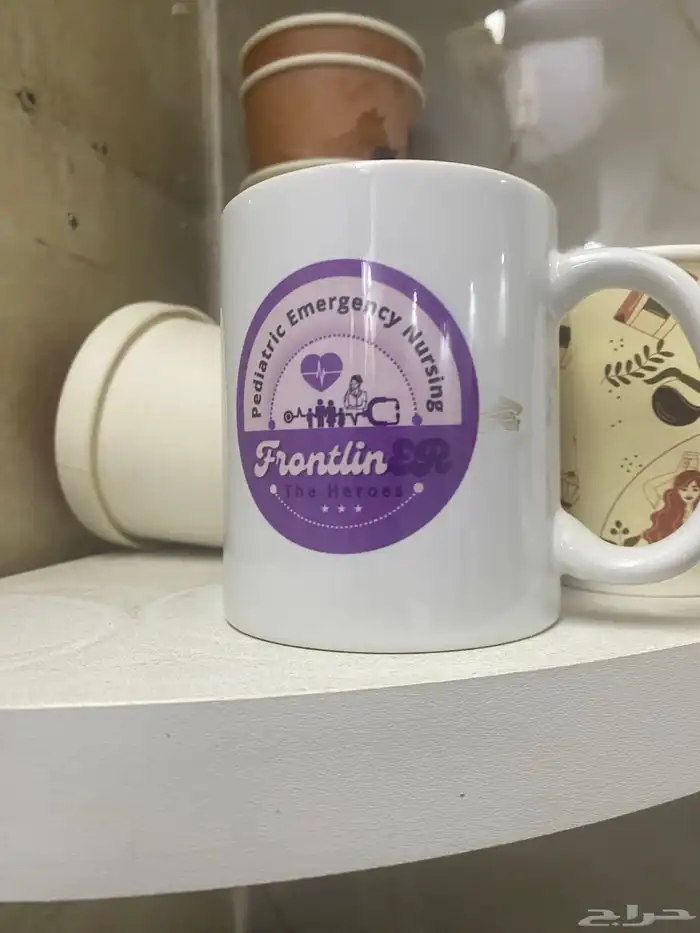 Pediatric Emergency Nursing
FrontlinER
The Heroes
حراج